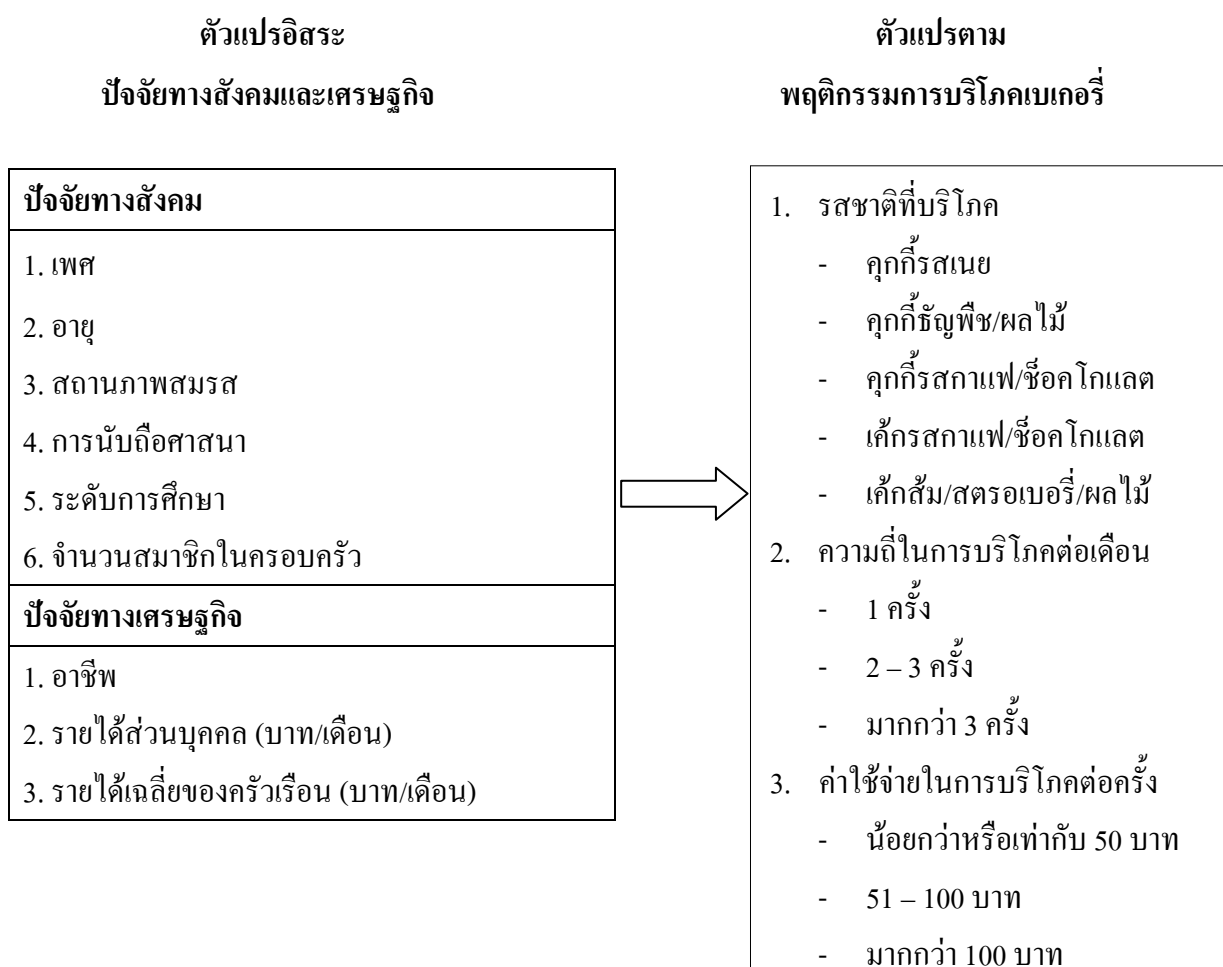 ตัวแปรอิสระ
ปัจจัยทางสังคมและเศรษฐกิจ
ปัจจัยทางสังคม
1. เพศ
2. อายุ
3. สถานภาพสมรส
4. การนับถือศาสนา
5. ระดับการศึกษา
6. จำนวนสมาชิกในครอบครัว
ปัจจัยทางเศรษฐกิจ
1. อาชีพ
2. รายได้ส่วนบุคคล (บาท/เดือน)
3. รายได้เฉลี่ยของครัวเรือน (บาท/เดือน)
ตัวแปรตาม
พฤติกรรมการบริโภคเบเกอรี่
1. รสชาติที่บริโภค
- คุกกี้รสเนย
- คุกกี้ธัญพืช/ผลไม้
- คุกกี้รสกาแฟ/ช็อคโกแลต
- เค้กรสกาแฟ/ช็อคโกแลต
- เค้กส้ม/สตรอเบอรี่/ผลไม้
2. ความถี่ในการบริโภคต่อเดือน
- 1 ครั้ง
- 2 – 3 ครั้ง
- มากกว่า 3 ครั้ง
3. ค่าใช้จ่ายในการบริโภคต่อครั้ง
- น้อยกว่าหรือเท่ากับ 50 บาท
- 51 – 100 บาท
- มากกว่า 100 บาท